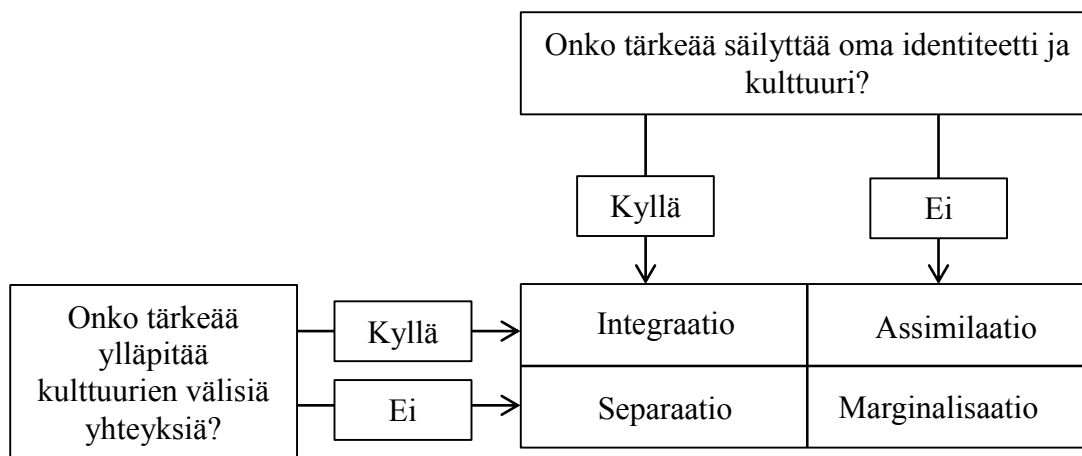 Onko tärkeää säilyttää oma identiteetti ja
kulttuuri?
Kyllä
Ei
Onko tärkeää
ylläpitää
kulttuurien välisiä
yhteyksiä?
Kyllä
Ei
Integraatio
Assimilaatio
Separaatio
Marginalisaatio